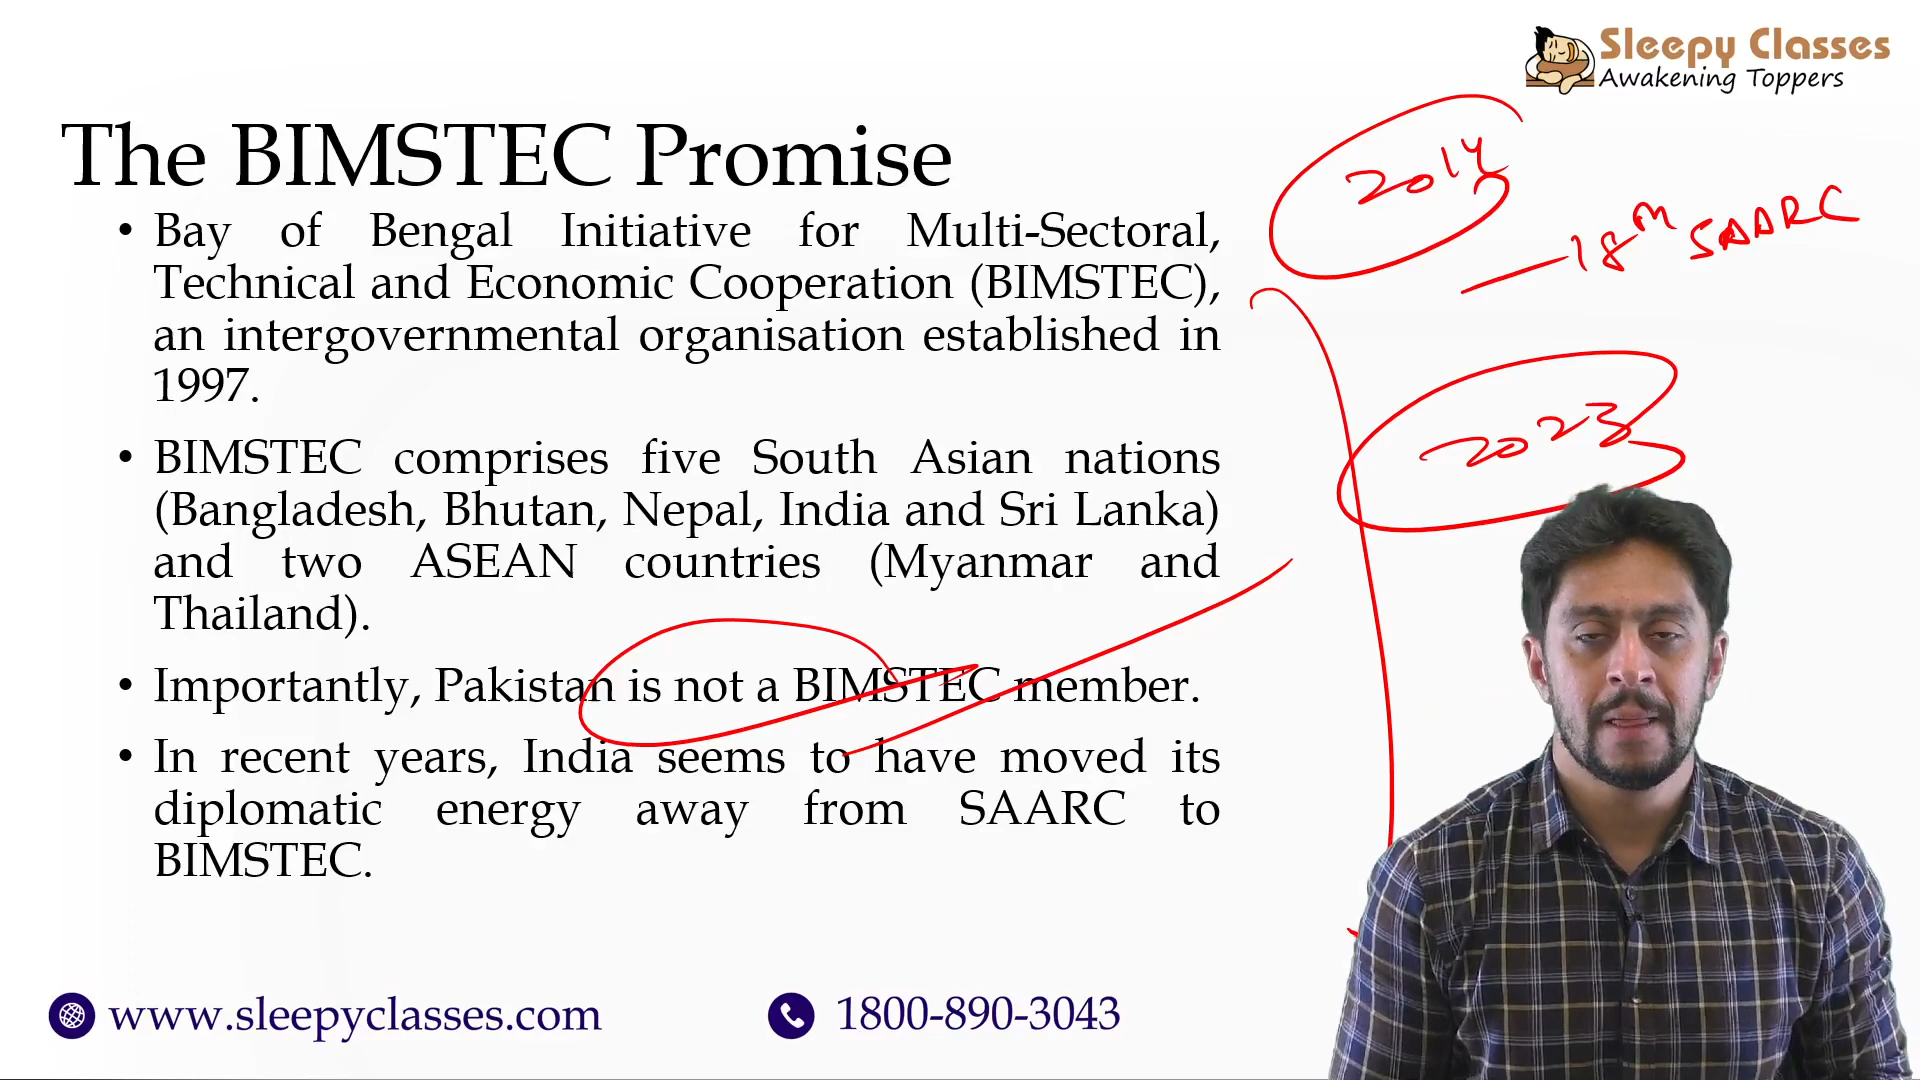 Sleepy Classes
Awakening Toppers
The BIMSTEC Promise
• Bay of Bengal Initiative for Multi-Sectoral,
Technical and Economic Cooperation (BIMSTEC),
an intergovernmental organisation established in
1997.
• BIMSTEC comprises five South Asian nations
(Bangladesh, Bhutan, Nepal, India and Sri Lanka)
and two ASEAN countries (Myanmar and
Thailand).
• Importantly, Pakistan is not a BIMSTEC member.
• In recent years, India seems to have moved its
diplomatic energy away from SAARC to
BIMSTEC.
2014
18th SAARC
2023
www.sleepyclasses.com
1800-890-3043